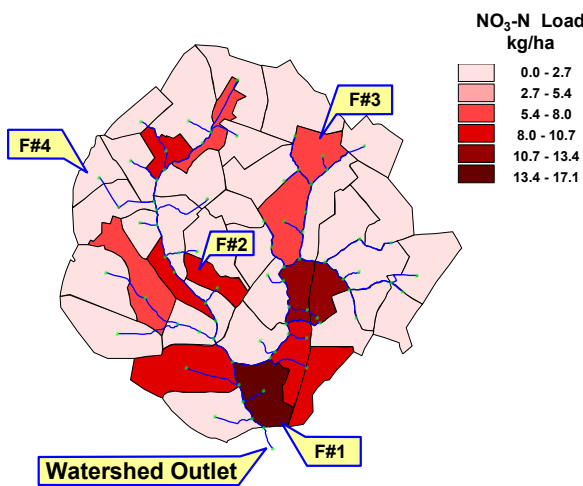 NO3-N Load
kg/ha
0.0 - 2.7
2.7 - 5.4
5.4 - 8.0
8.0 - 10.7
10.7 - 13.4
13.4 - 17.1
F#3
F#4
F#2
F#1
Watershed Outlet